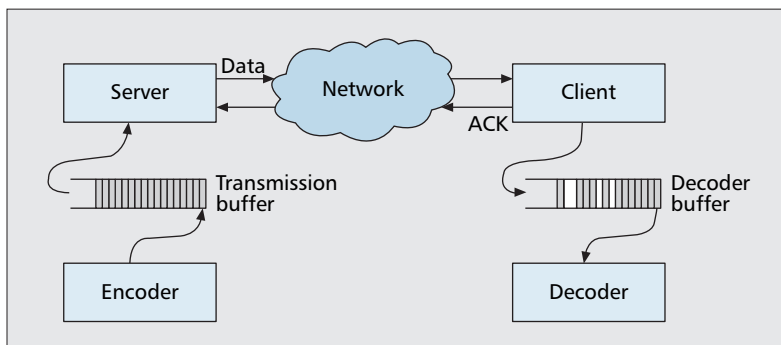 Data
Server
Network
Client
ACK
Transmission
buffer
Decoder
buffer
Encoder
Decoder